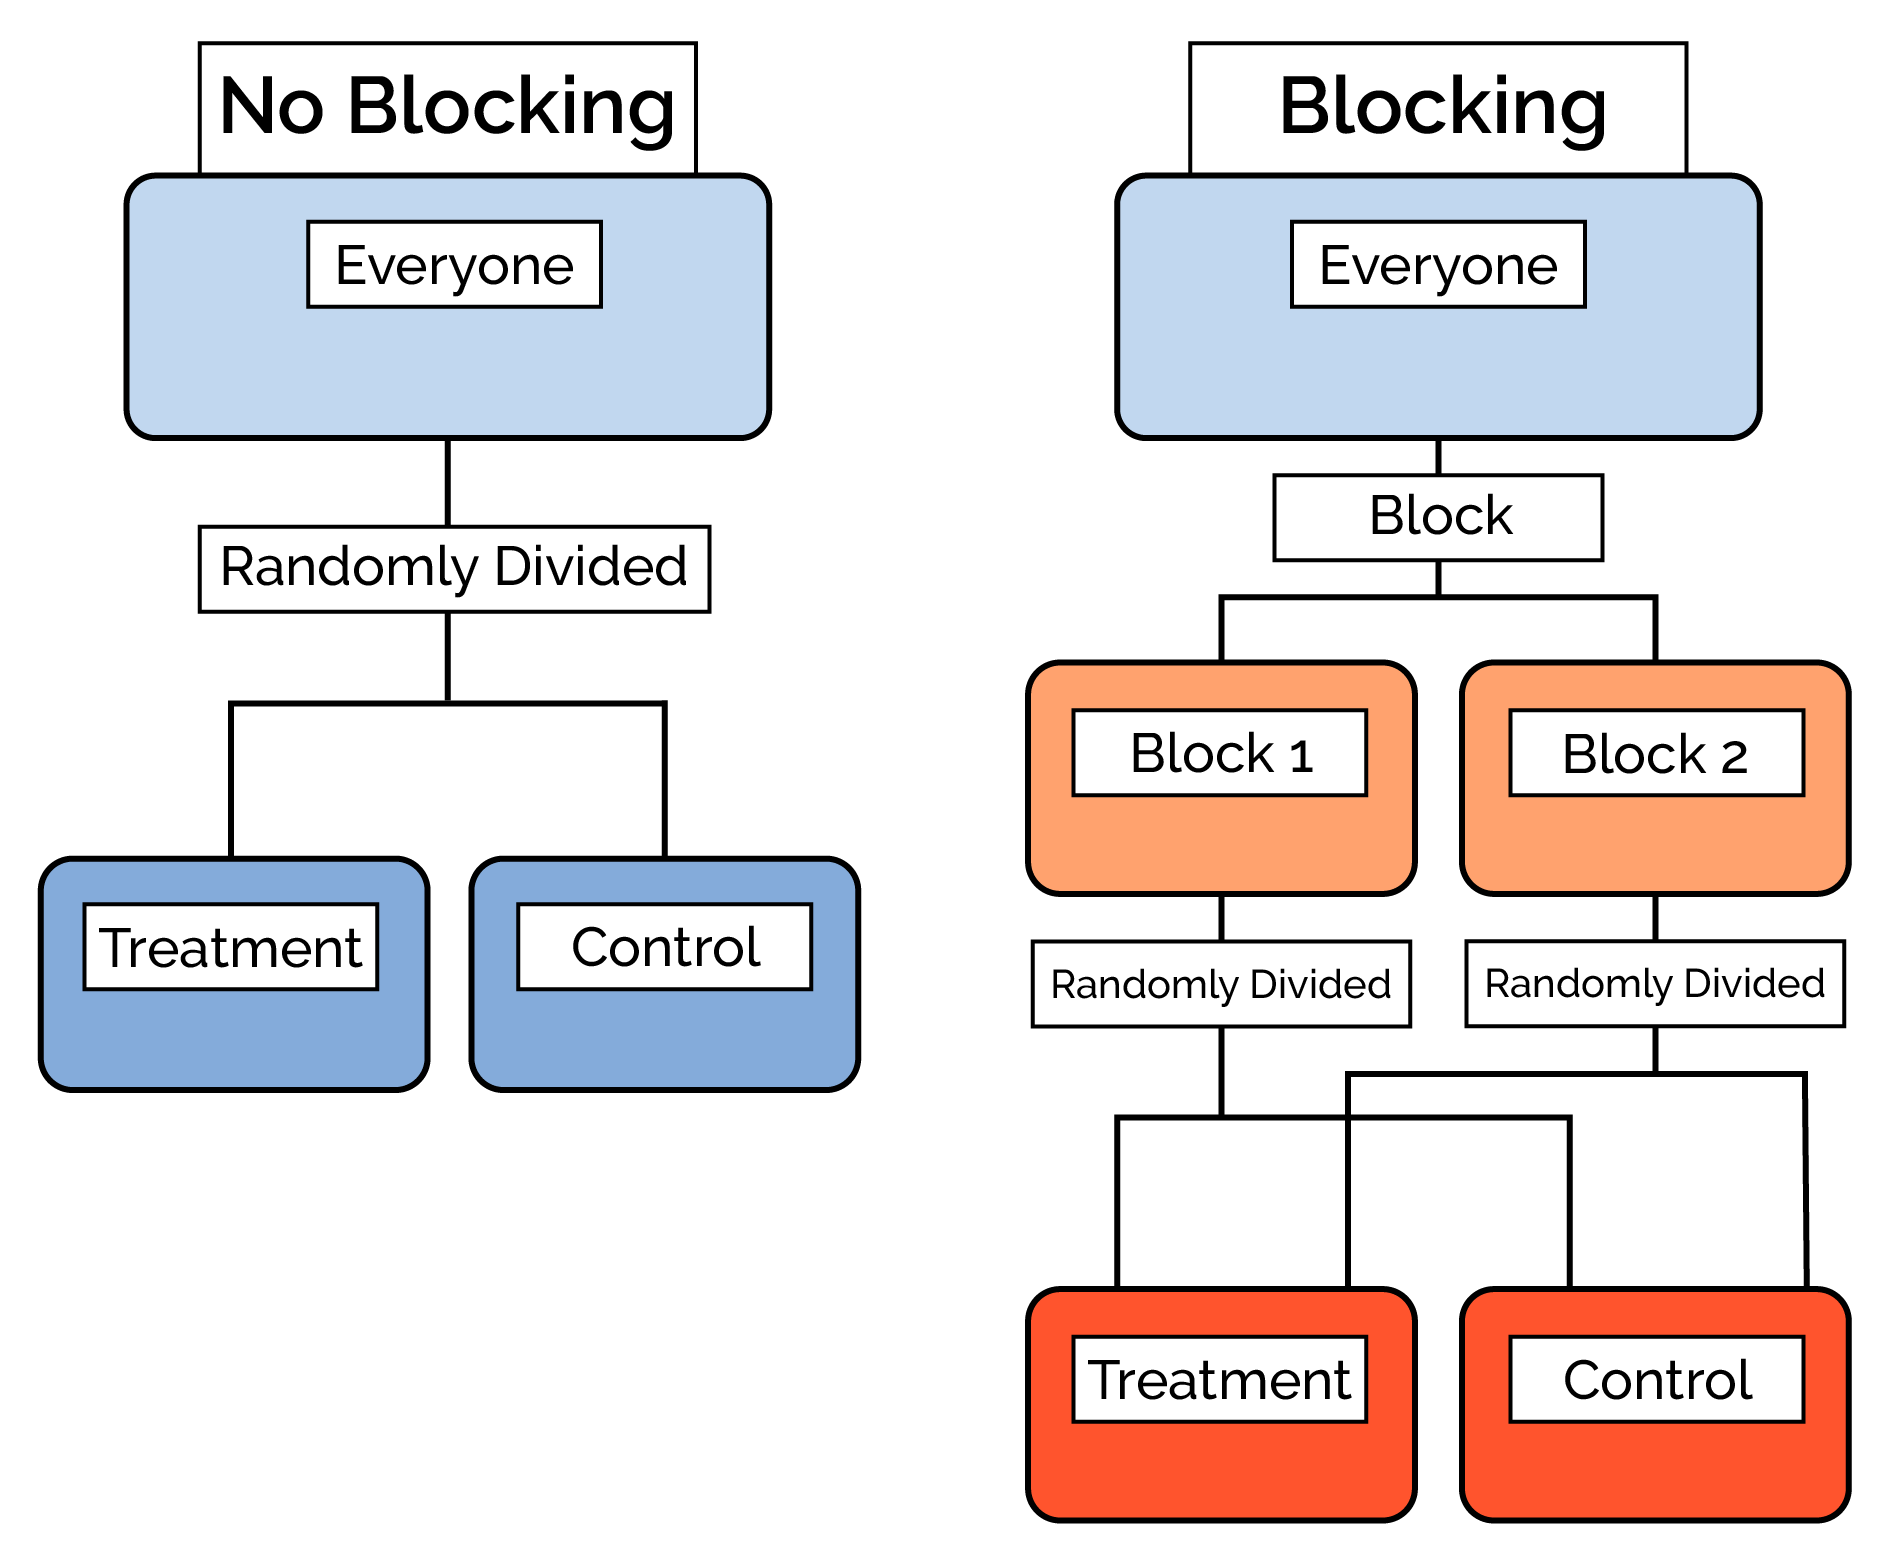 No Blocking
Everyone
Randomly Divided
Treatment
Control
Blocking
Everyone
Block
Block 1
Block 2
Randomly Divided
Randomly Divided
Treatment
Control